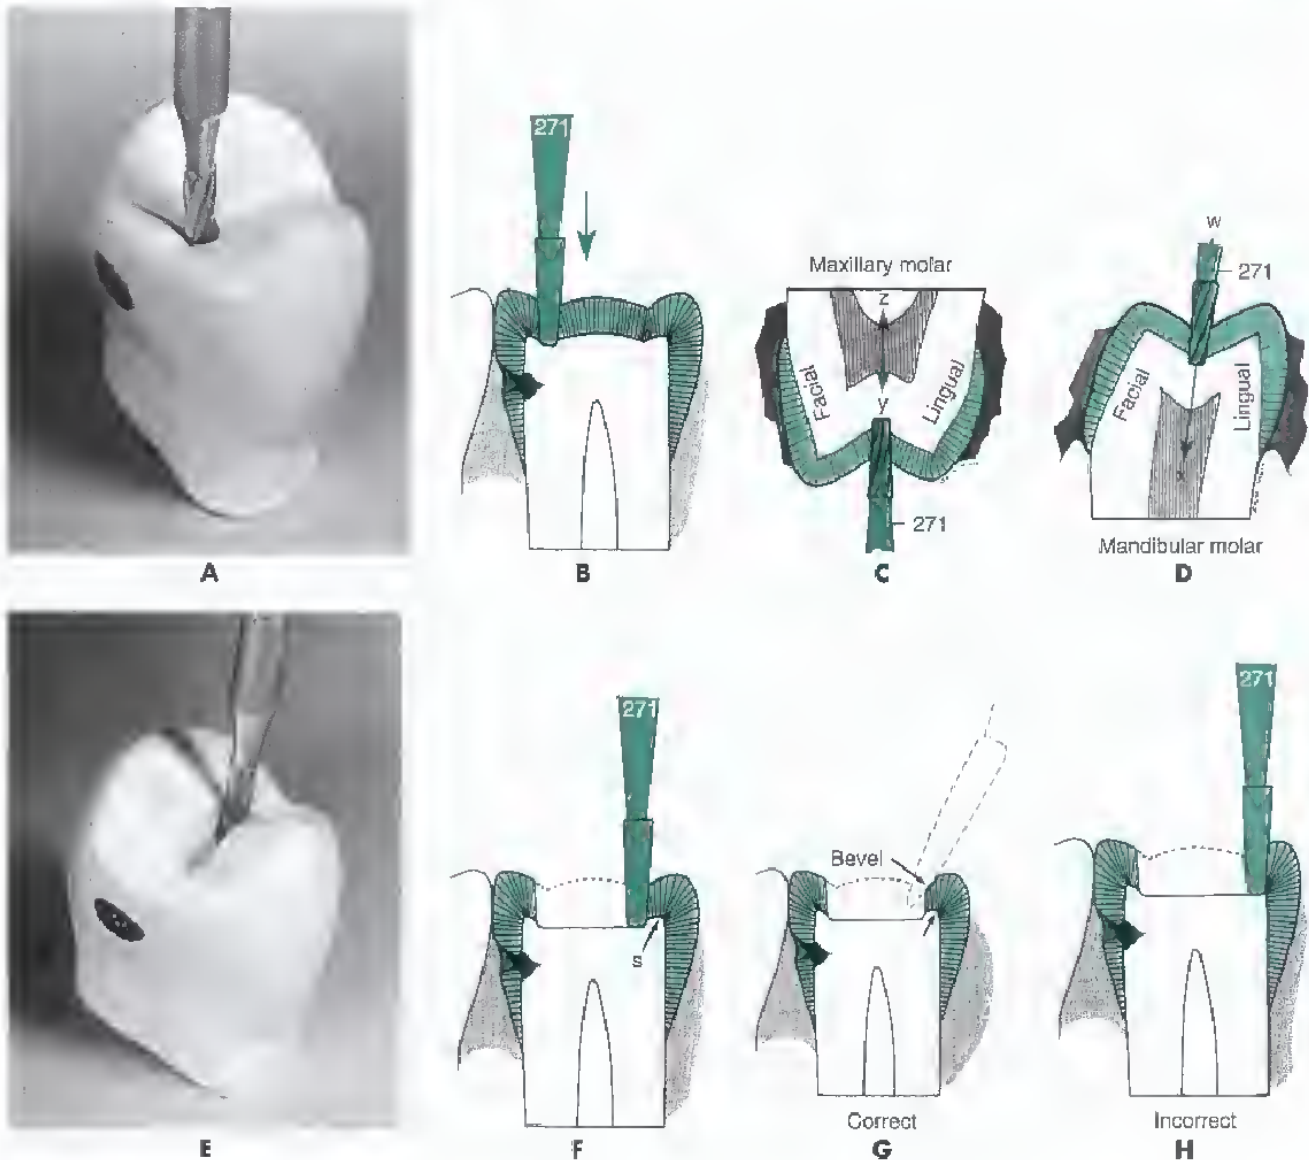 271
Maxillary molar
z
Facial
Lingual
y
271
w
271
Facial
Lingual
x
Mandibular molar
A
B
C
D
271
s
Bevel
271
Correct
Incorrect
E
F
G
H